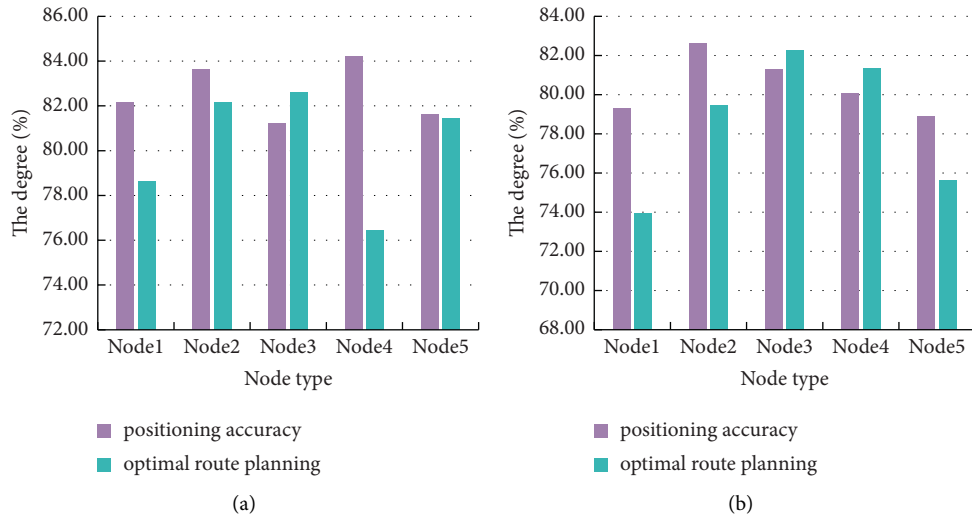 The degree (%)
86.00
84.00
82.00
80.00
78.00
76.00
74.00
72.00
Node1 Node2 Node3 Node4 Node5
Node type
positioning accuracy
optimal route planning
(a)
The degree (%)
84.00
82.00
80.00
78.00
76.00
74.00
72.00
70.00
68.00
Node1 Node2 Node3 Node4 Node5
Node type
positioning accuracy
optimal route planning
(b)